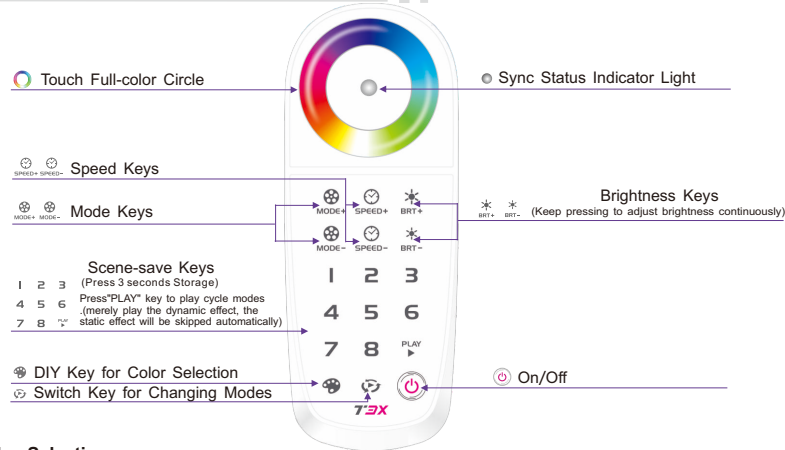 Touch Full-color Circle
Sync Status Indicator Light
SPEED+ SPEED- Speed Keys
MODE+ MODE- Mode Keys
MODE+ SPEED+ BRT+
MODE- SPEED- BRT-
Brightness Keys
BRT+ BRT- (Keep pressing to adjust brightness continuously)
Scene-save Keys
(Press 3 seconds Storage)
1 2 3
4 5 6
7 8 PLAY
Press"PLAY" key to play cycle modes
.(merely play the dynamic effect, the
static effect will be skipped automatically)
1 2 3
4 5 6
7 8 PLAY
DIY Key for Color Selection
Switch Key for Changing Modes
On/Off
T3X